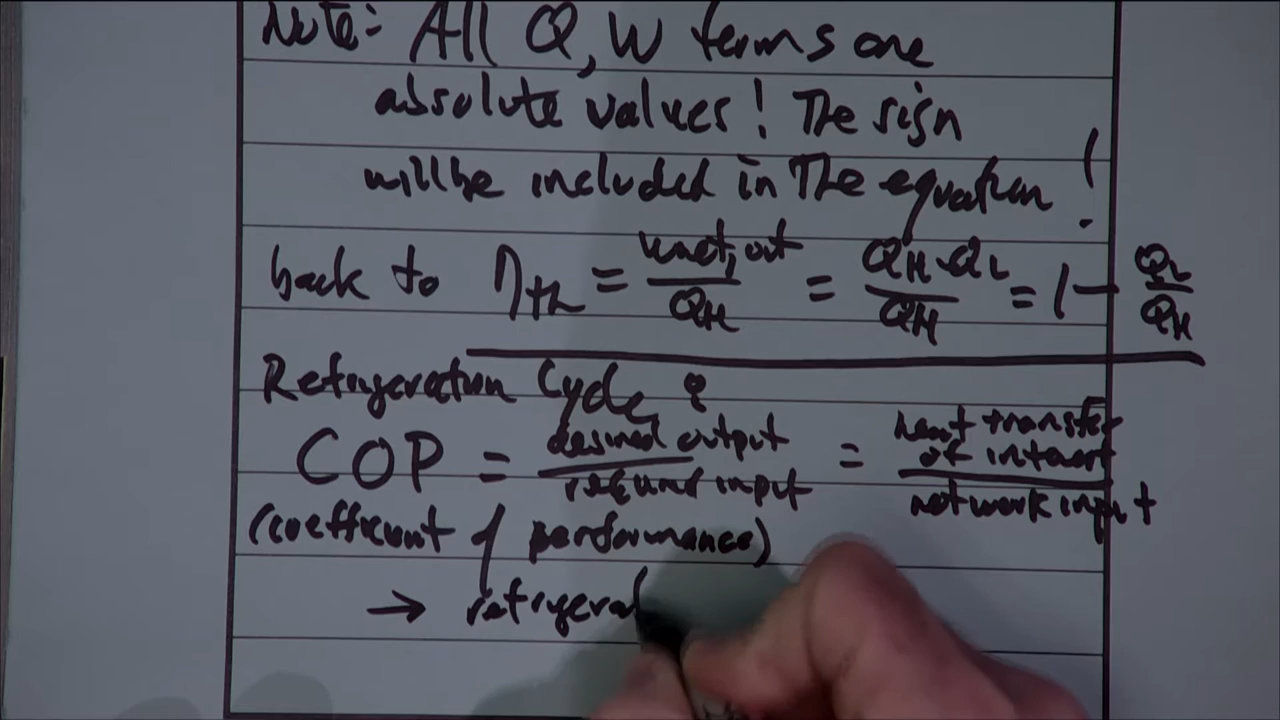 Note: All Q, W terms are
absolute values! The sign
will be included in The equation!
back to η_th = wnet, out / QH = QH - QL / QH = 1 - QL / QH
Refrigeration Cycle:
COP = desired output / required input = heat transfer of interest / net work input
(coefficient of performance)
→ refrigerat